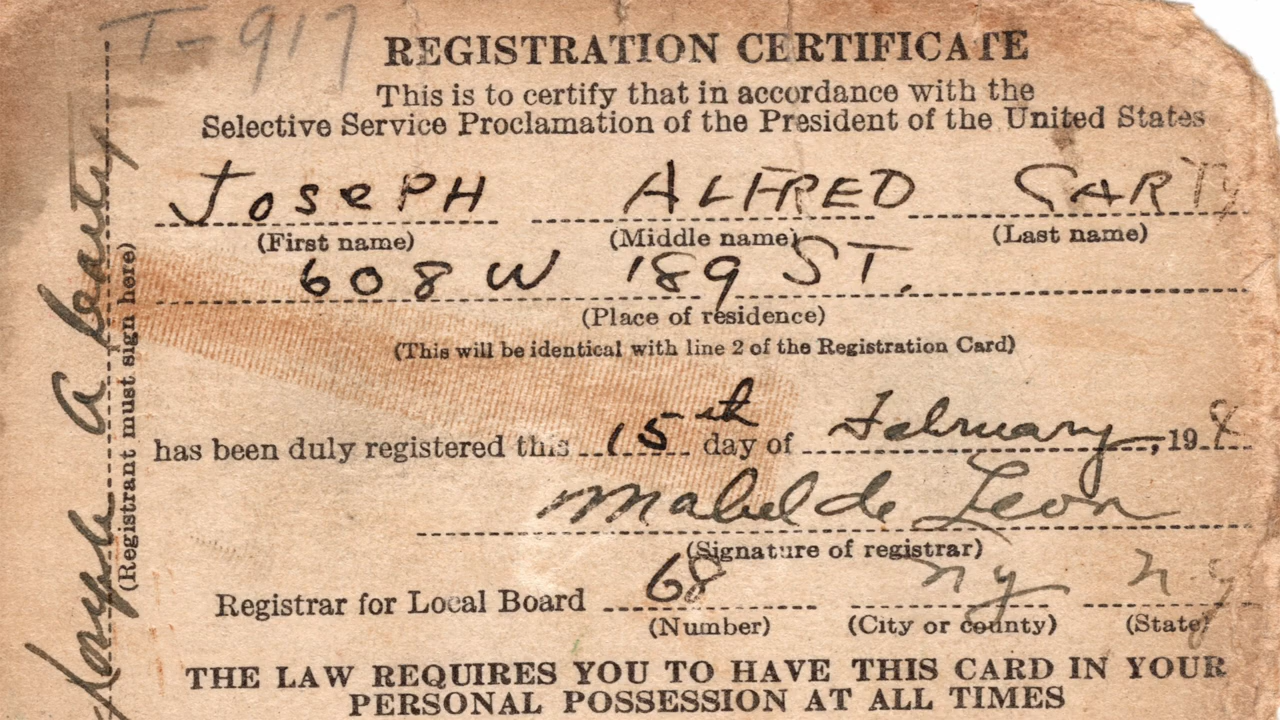 T-917
REGISTRATION CERTIFICATE
This is to certify that in accordance with the
Selective Service Proclamation of the President of the United States
JOSEPH ALFRED CARTY
(First name) (Middle name) (Last name)
608 W 189 ST.
(Place of residence)
(This will be identical with line 2 of the Registration Card)
has been duly registered this 15th day of February, 194
Mabel de Leon
(Signature of registrar)
Registrar for Local Board 68 NY N.Y
(Number) (City or county) (State)
THE LAW REQUIRES YOU TO HAVE THIS CARD IN YOUR
PERSONAL POSSESSION AT ALL TIMES
Joseph A Carty
(Registrant must sign here)